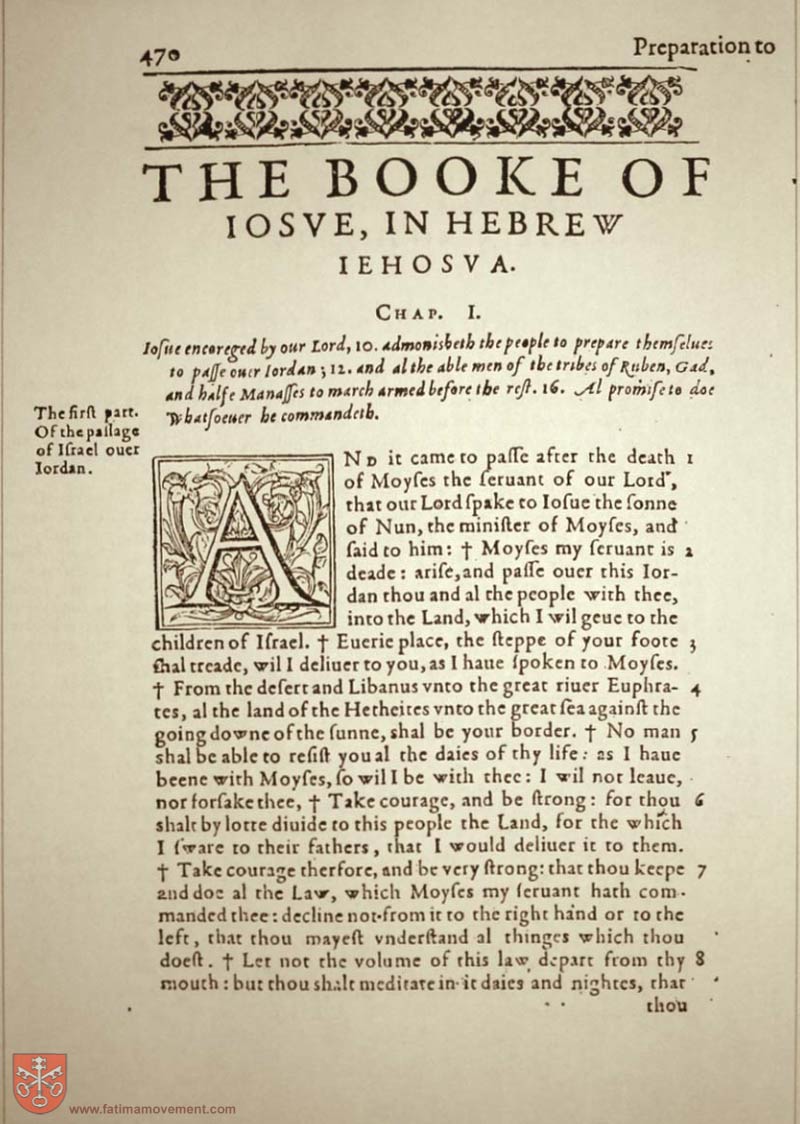 470
Preparation to
THE BOOKE OF
IOSVE, IN HEBREW
IEHOSVA.
CHAP. I.
Iosue encoreged by our Lord, 10. admonisheth the people to prepare themſelues
to paſſe ouer Iordan; 12. and al the able men of the tribes of Ruben, Gad,
and halfe Manaſſes to march armed before the reſt. 16. Al promiſe to doe
Whatſoeuer he commandeth.
The firſt part.
Of the paſſage
of Iſrael ouer
Iordan.
AND it came to paſſe after the death 1
of Moyſes the ſeruant of our Lord,
that our Lord ſpake to Ioſue the ſonne
of Nun, the miniſter of Moyſes, and
ſaid to him: † Moyſes my ſeruant is 2
deade: ariſe, and paſſe ouer this Ior-
dan thou and al the people with thee,
into the Land, which I wil geue to the
children of Iſrael. † Euerie place, the ſteppe of your foote 3
ſhal treade, wil I deliuer to you, as I haue ſpoken to Moyſes.
† From the deſert and Libanus vnto the great riuer Euphra- 4
tes, al the land of the Hetheites vnto the great ſea againſt the
going downe of the ſunne, shal be your border. † No man 5
shal be able to reſiſt you al the daies of thy life: as I haue
beene with Moyſes, ſo wil I be with thee: I wil not leaue,
nor forſake thee, † Take courage, and be ſtrong: for thou 6
shalt by lotte diuide to this people the Land, for the which
I ſware to their fathers, that I would deliuer it to them.
† Take courage therfore, and be very ſtrong: that thou keepe 7
and doe al the Law, which Moyſes my ſeruant hath com-
manded thee: decline not from it to the right hand or to the
left, that thou mayeſt vnderſtand al thinges which thou
doeſt. † Let not the volume of this law depart from thy 8
mouth: but thou shalt meditate in it daies and nightes, that
thou
www.fatimamovement.com